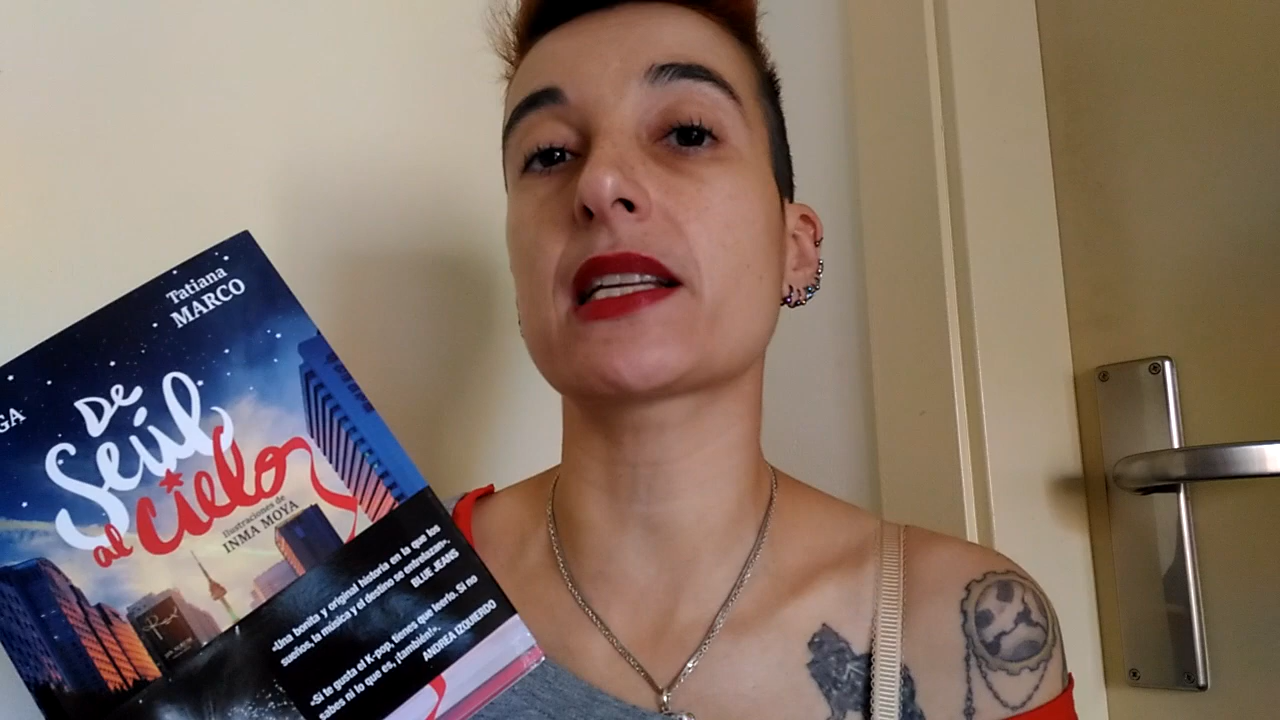 Tatiana
MARCO
GA
De
Seúl
al cielo
Ilustraciones de
INMA MOYA
«Una bonita y original historia en la que los
sueños, la música y el destino se entrelazan».
BLUE JEANS
«Si te gusta el K-pop, tienes que leerlo. Si no
sabes ni lo que es, ¡también!».
ANDREA IZQUIERDO